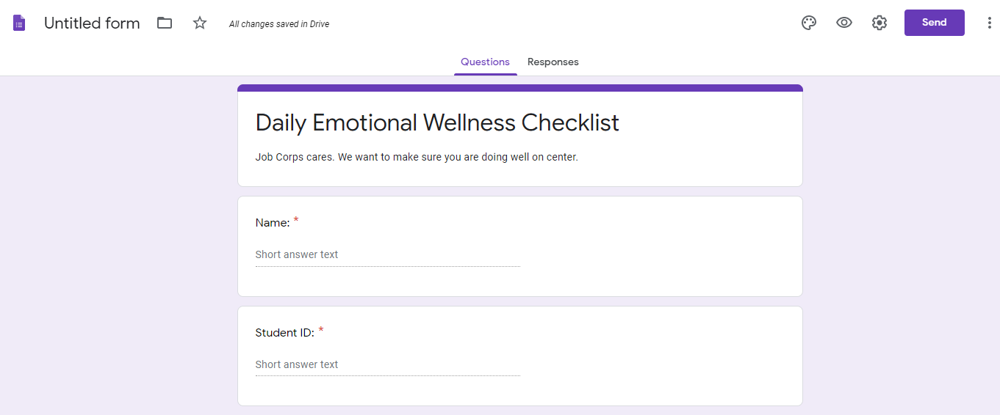 Untitled form
All changes saved in Drive
Send
Questions
Responses
Daily Emotional Wellness Checklist
Job Corps cares. We want to make sure you are doing well on center.
Name: *
Short answer text
Student ID: *
Short answer text